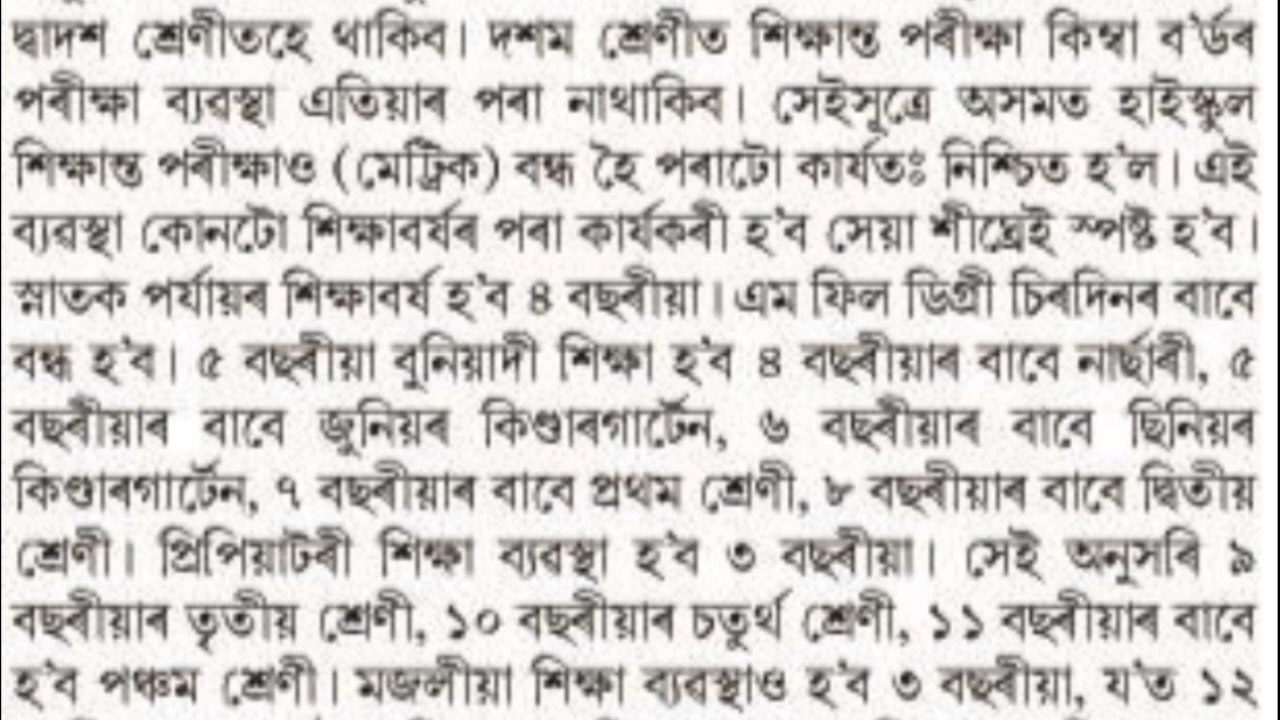 দ্বাদশ শ্ৰেণীতহে থাকিব। দশম শ্ৰেণীত শিক্ষান্ত পৰীক্ষা কিম্বা ব'ৰ্ডৰ
পৰীক্ষা ব্যৱস্থা এতিয়াৰ পৰা নাথাকিব। সেইসূত্ৰে অসমত হাইস্কুল
শিক্ষান্ত পৰীক্ষাও (মেট্ৰিক) বন্ধ হৈ পৰাটো কাৰ্যতঃ নিশ্চিত হ'ল। এই
ব্যৱস্থা কোনটো শিক্ষাবৰ্যৰ পৰা কাৰ্যকৰী হ'ব সেয়া শীঘ্ৰেই স্পষ্ট হ'ব।
স্নাতক পৰ্যায়ৰ শিক্ষাবৰ্ষ হ'ব ৪ বছৰীয়া। এম ফিল ডিগ্ৰী চিৰদিনৰ বাবে
বন্ধ হ'ব। ৫ বছৰীয়া বুনিয়াদী শিক্ষা হ'ব ৪ বছৰীয়াৰ বাবে নাৰ্ছাৰী, ৫
বছৰীয়াৰ বাবে জুনিয়ৰ কিণ্ডাৰগাৰ্টেন, ৬ বছৰীয়াৰ বাবে ছিনিয়ৰ
কিণ্ডাৰগাৰ্টেন, ৭ বছৰীয়াৰ বাবে প্ৰথম শ্ৰেণী, ৮ বছৰীয়াৰ বাবে দ্বিতীয়
শ্ৰেণী। প্ৰিপিয়াটৰী শিক্ষা ব্যৱস্থা হ'ব ৩ বছৰীয়া। সেই অনুসৰি ৯
বছৰীয়াৰ তৃতীয় শ্ৰেণী, ১০ বছৰীয়াৰ চতুৰ্থ শ্ৰেণী, ১১ বছৰীয়াৰ বাবে
হ'ব পঞ্চম শ্ৰেণী। মজলীয়া শিক্ষা ব্যৱস্থাও হ'ব ৩ বছৰীয়া, য'ত ১২